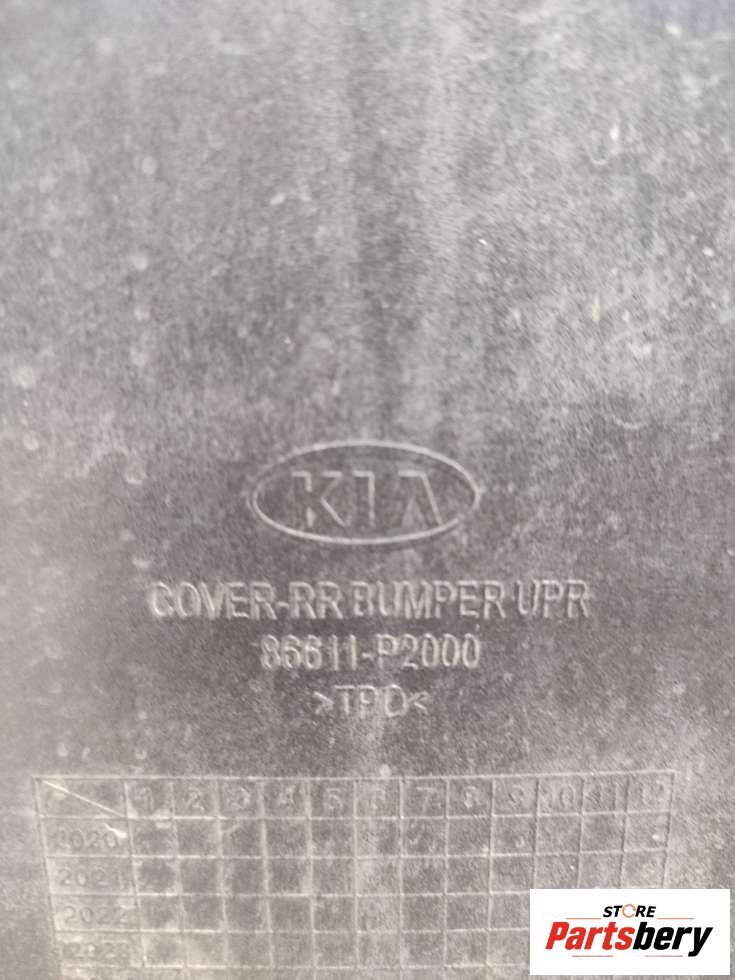 KIA
COVER-RR BUMPER UPR
86611-P2000
>TPO<
1 2 3 4 5 6 7 8 9 10 11 12
2020
2021
2022
STORE
Partsbery